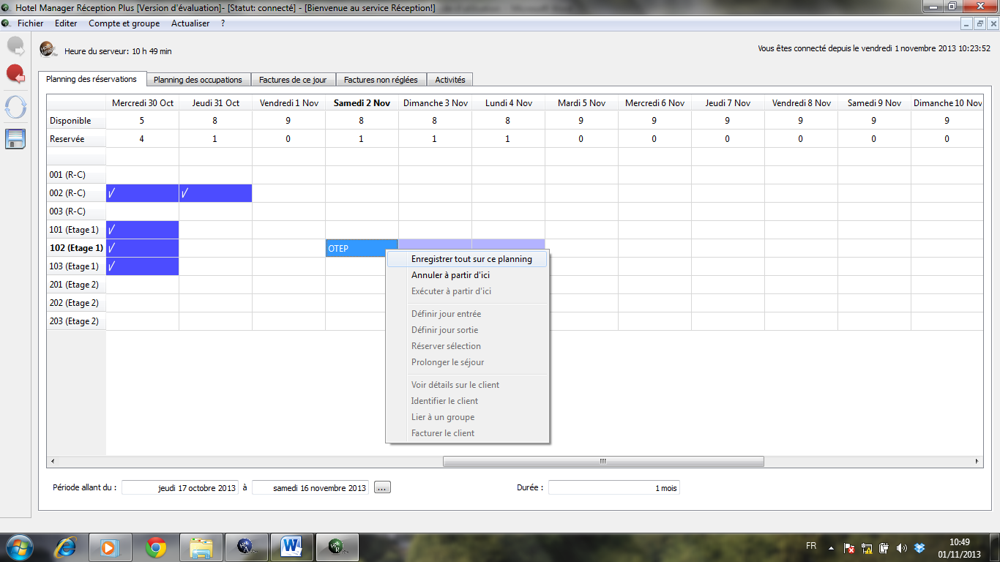 Hotel Manager Réception Plus [Version d'évaluation]- [Statut: connecté] - [Bienvenue au service Réception!]
Fichier Editer Compte et groupe Actualiser ?
Heure du serveur: 10 h 49 min
Vous êtes connecté depuis le vendredi 1 novembre 2013 10:23:52
Planning des réservations Planning des occupations Factures de ce jour Factures non réglées Activités
Mercredi 30 Oct Jeudi 31 Oct Vendredi 1 Nov Samedi 2 Nov Dimanche 3 Nov Lundi 4 Nov Mardi 5 Nov Mercredi 6 Nov Jeudi 7 Nov Vendredi 8 Nov Samedi 9 Nov Dimanche 10 Nov
Disponible 5 8 9 8 8 8 9 9 9 9 9 9
Reservée 4 1 0 1 1 1 0 0 0 0 0 0
001 (R-C)
002 (R-C) √ √
003 (R-C)
101 (Etage 1) √
102 (Etage 1) √ OTEP
103 (Etage 1) √
201 (Etage 2)
202 (Etage 2)
203 (Etage 2)
Enregistrer tout sur ce planning
Annuler à partir d'ici
Exécuter à partir d'ici
Définir jour entrée
Définir jour sortie
Réserver sélection
Prolonger le séjour
Voir détails sur le client
Identifier le client
Lier à un groupe
Facturer le client
Période allant du : jeudi 17 octobre 2013 à samedi 16 novembre 2013 ... Durée : 1 mois
FR
10:49
01/11/2013